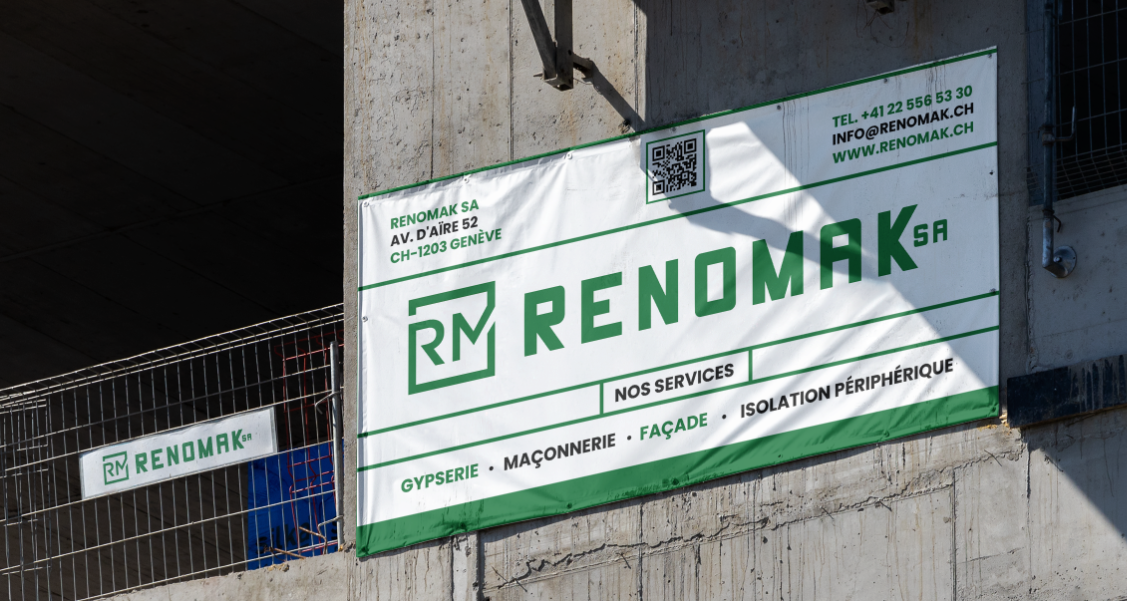 RENOMAK SA
AV. D'AÏRE 52
CH-1203 GENÈVE
TEL. +41 22 556 53 30
INFO@RENOMAK.CH
WWW.RENOMAK.CH
RM RENOMAK SA
NOS SERVICES
GYPSERIE • MAÇONNERIE • FAÇADE • ISOLATION PÉRIPHÉRIQUE
RM RENOMAK SA